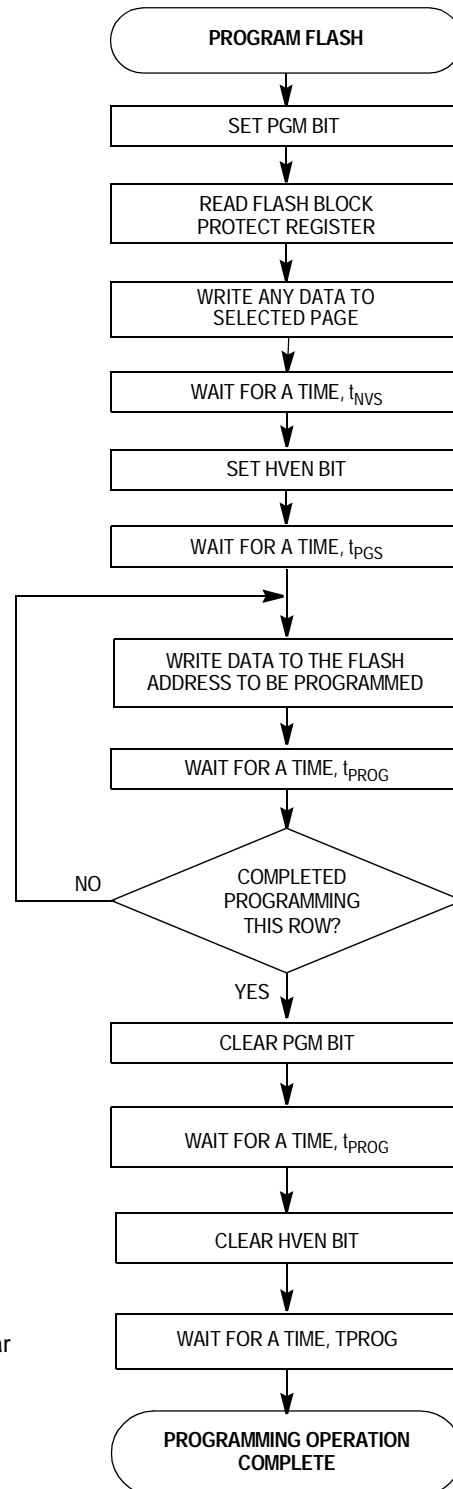 PROGRAM FLASH
SET PGM BIT
READ FLASH BLOCK
PROTECT REGISTER
WRITE ANY DATA TO
SELECTED PAGE
WAIT FOR A TIME, tNVS
SET HVEN BIT
WAIT FOR A TIME, tPGS
WRITE DATA TO THE FLASH
ADDRESS TO BE PROGRAMMED
WAIT FOR A TIME, tPROG
NO
COMPLETED
PROGRAMMING
THIS ROW?
YES
CLEAR PGM BIT
WAIT FOR A TIME, tPROG
CLEAR HVEN BIT
ar
WAIT FOR A TIME, TPROG
PROGRAMMING OPERATION
COMPLETE